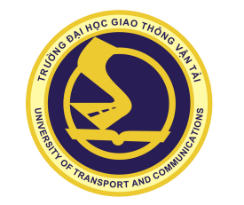 TRƯỜNG ĐẠI HỌC GIAO THÔNG VẬN TẢI
UNIVERSITY OF TRANSPORT AND COMMUNICATIONS